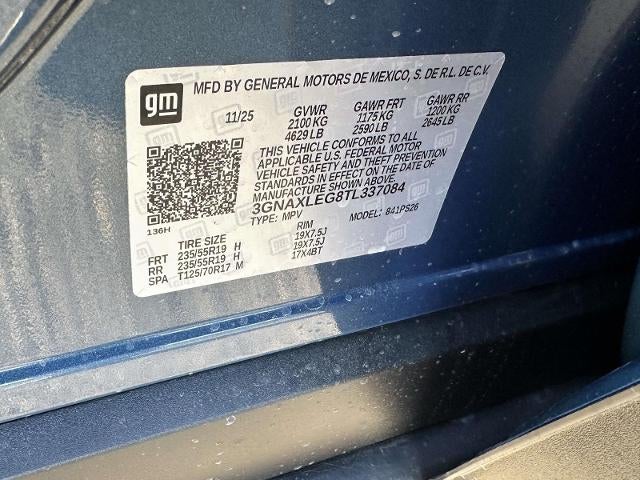 gm
MFD BY GENERAL MOTORS DE MEXICO, S. DE R.L. DE C.V.
11/25 GVWR GAWR FRT GAWR RR
2100 KG 1175 KG 1200 KG
4629 LB 2590 LB 2645 LB
THIS VEHICLE CONFORMS TO ALL
APPLICABLE U.S. FEDERAL MOTOR
VEHICLE SAFETY AND THEFT PREVENTION
STANDARDS IN EFFECT ON THE DATE OF
MANUFACTURE SHOWN ABOVE.
3GNAXLEG8TL337084
TYPE: MPV MODEL: 841PS26
136H
TIRE SIZE RIM
FRT 235/55R19 H 19X7.5J
RR 235/55R19 H 19X7.5J
SPA T125/70R17 M 17X4BT